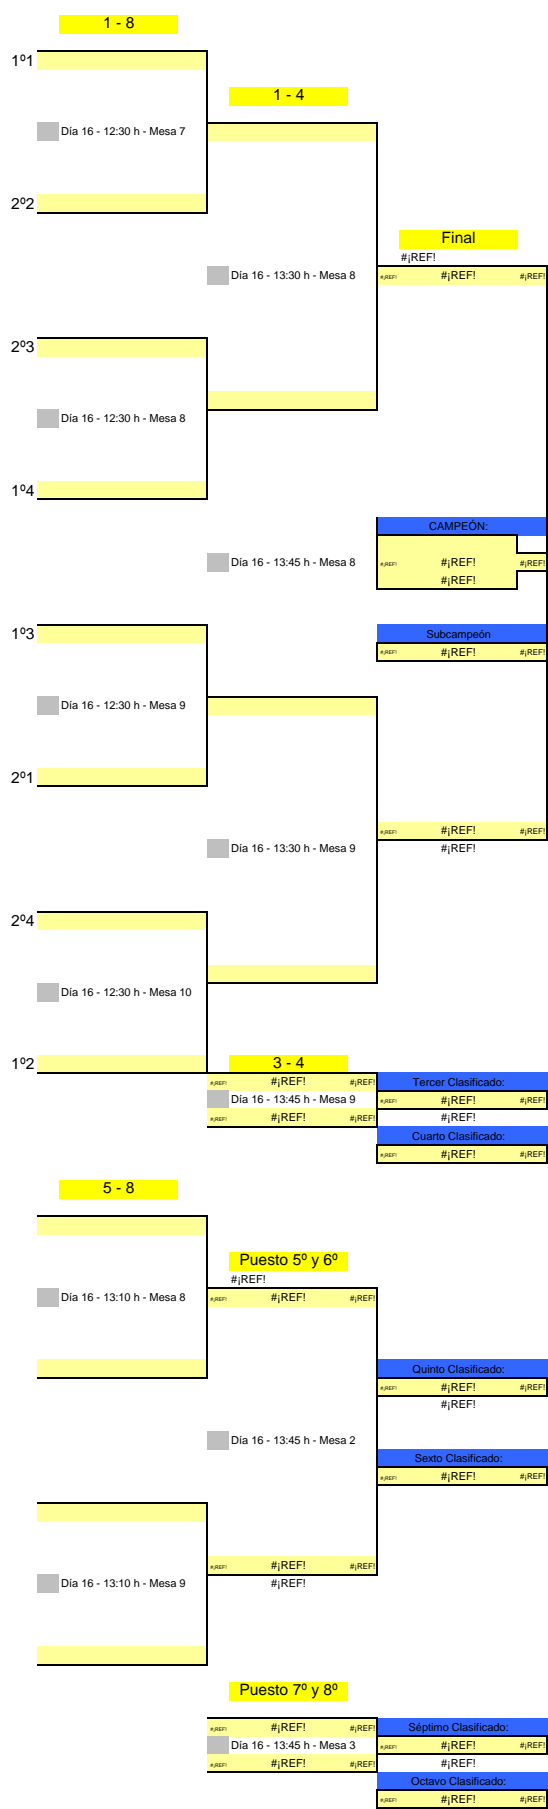 1 - 8
1º1
1 - 4
Día 16 - 12:30 h - Mesa 7
2º2
Final
#¡REF!
Día 16 - 13:30 h - Mesa 8
#¡REF! #¡REF! #¡REF!
2º3
Día 16 - 12:30 h - Mesa 8
1º4
CAMPEÓN:
Día 16 - 13:45 h - Mesa 8
#¡REF! #¡REF! #¡REF!
#¡REF!
1º3
Subcampeón
#¡REF! #¡REF! #¡REF!
Día 16 - 12:30 h - Mesa 9
2º1
#¡REF! #¡REF! #¡REF!
Día 16 - 13:30 h - Mesa 9
#¡REF!
2º4
Día 16 - 12:30 h - Mesa 10
1º2
3 - 4
#¡REF! #¡REF! #¡REF!
Tercer Clasificado:
Día 16 - 13:45 h - Mesa 9
#¡REF! #¡REF! #¡REF!
#¡REF! #¡REF! #¡REF!
#¡REF!
Cuarto Clasificado:
#¡REF! #¡REF! #¡REF!
5 - 8
Puesto 5º y 6º
#¡REF!
Día 16 - 13:10 h - Mesa 8
#¡REF! #¡REF! #¡REF!
Quinto Clasificado:
#¡REF! #¡REF! #¡REF!
#¡REF!
Día 16 - 13:45 h - Mesa 2
Sexto Clasificado:
#¡REF! #¡REF! #¡REF!
#¡REF! #¡REF! #¡REF!
Día 16 - 13:10 h - Mesa 9
#¡REF!
Puesto 7º y 8º
#¡REF! #¡REF! #¡REF!
Séptimo Clasificado:
Día 16 - 13:45 h - Mesa 3
#¡REF! #¡REF! #¡REF!
#¡REF! #¡REF! #¡REF!
#¡REF!
Octavo Clasificado:
#¡REF! #¡REF! #¡REF!